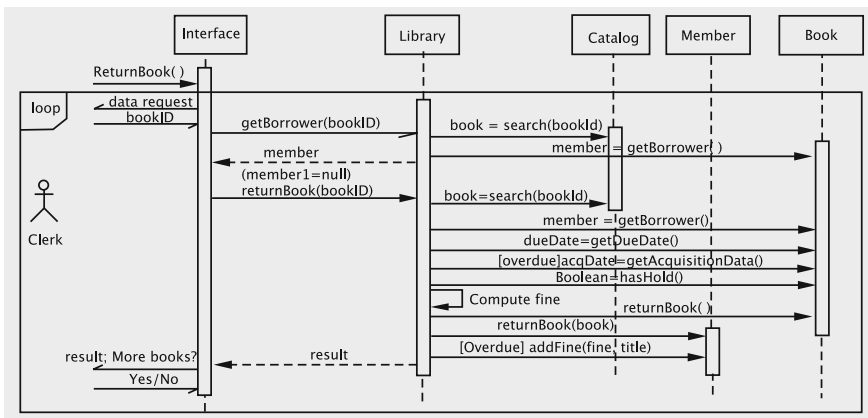 Interface
Library
Catalog
Member
Book
ReturnBook( )
loop
data request
bookID
getBorrower(bookID)
book = search(bookId)
member = getBorrower( )
member
(member1=null)
returnBook(bookID)
book=search(bookId)
Clerk
member =getBorrower()
dueDate=getDueDate()
[overdue]acqDate=getAcquisitionData()
Boolean=hasHold()
Compute fine
returnBook( )
returnBook(book)
result; More books?
result
[Overdue] addFine(fine, title)
Yes/No